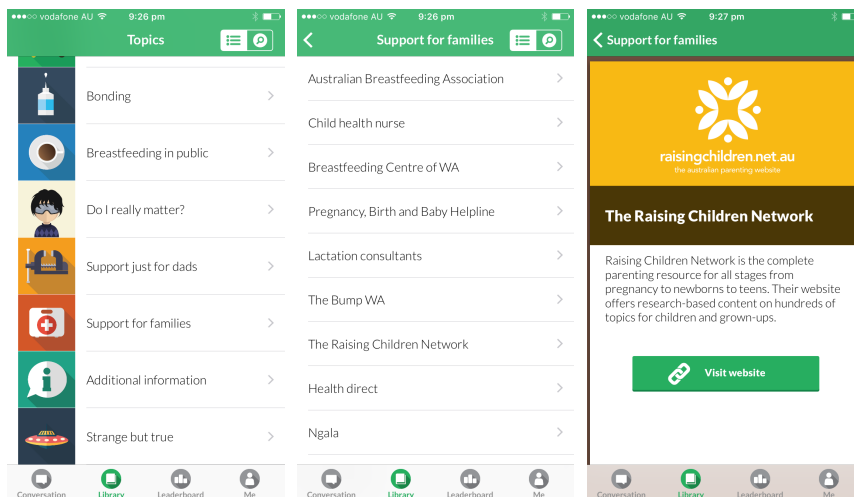 vodafone AU 9:26 pm
Topics
Bonding
Breastfeeding in public
Do I really matter?
Support just for dads
Support for families
Additional information
Strange but true
Conversation Library Leaderboard Me
vodafone AU 9:26 pm
Support for families
Australian Breastfeeding Association
Child health nurse
Breastfeeding Centre of WA
Pregnancy, Birth and Baby Helpline
Lactation consultants
The Bump WA
The Raising Children Network
Health direct
Ngala
Conversation Library Leaderboard Me
vodafone AU 9:27 pm
Support for families
raisingchildren.net.au
the australian parenting website
The Raising Children Network
Raising Children Network is the complete
parenting resource for all stages from
pregnancy to newborns to teens. Their website
offers research-based content on hundreds of
topics for children and grown-ups.
Visit website
Conversation Library Leaderboard Me